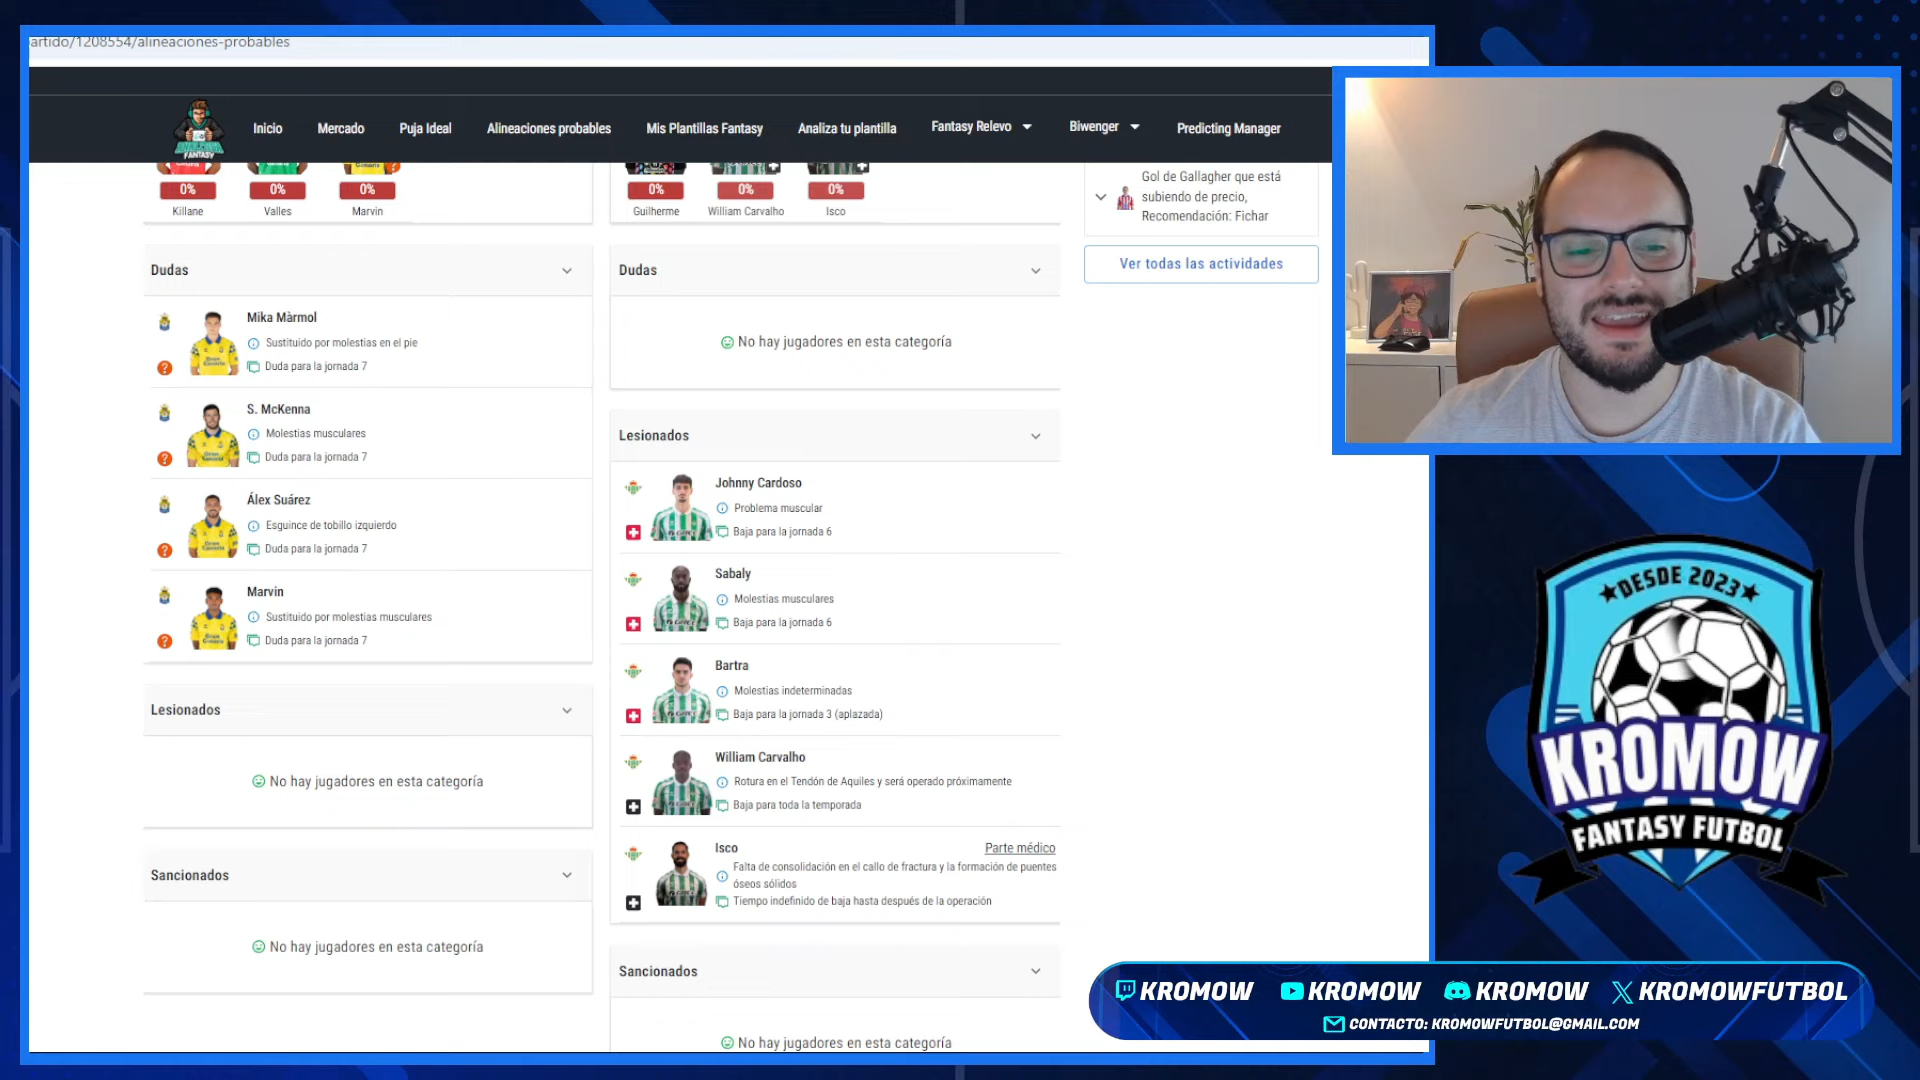 artido/1208554/alineaciones-probables
Inicio
Mercado
Puja Ideal
Alineaciones probables
Mis Plantillas Fantasy
Analiza tu plantilla
Fantasy Relevo
Biwenger
Predicting Manager
FANTASY
0%
0%
0%
Killane
Valles
Marvin
0%
0%
0%
Guilherme
William Carvalho
Isco
Gol de Gallagher que está
subiendo de precio,
Recomendación: Fichar
Ver todas las actividades
Dudas
Mika Màrmol
Sustituido por molestias en el pie
Duda para la jornada 7
S. McKenna
Molestias musculares
Duda para la jornada 7
Álex Suárez
Esguince de tobillo izquierdo
Duda para la jornada 7
Marvin
Sustituido por molestias musculares
Duda para la jornada 7
Lesionados
No hay jugadores en esta categoría
Sancionados
No hay jugadores en esta categoría
Dudas
No hay jugadores en esta categoría
Lesionados
Johnny Cardoso
Problema muscular
Baja para la jornada 6
Sabaly
Molestias musculares
Baja para la jornada 6
Bartra
Molestias indeterminadas
Baja para la jornada 3 (aplazada)
William Carvalho
Rotura en el Tendón de Aquiles y será operado próximamente
Baja para toda la temporada
Isco
Parte médico
Falta de consolidación en el callo de fractura y la formación de puentes
óseos sólidos
Tiempo indefinido de baja hasta después de la operación
Sancionados
No hay jugadores en esta categoría
DESDE 2023
KROMOW
FANTASY FUTBOL
KROMOW
KROMOW
KROMOW
KROMOWFUTBOL
CONTACTO: KROMOWFUTBOL@GMAIL.COM